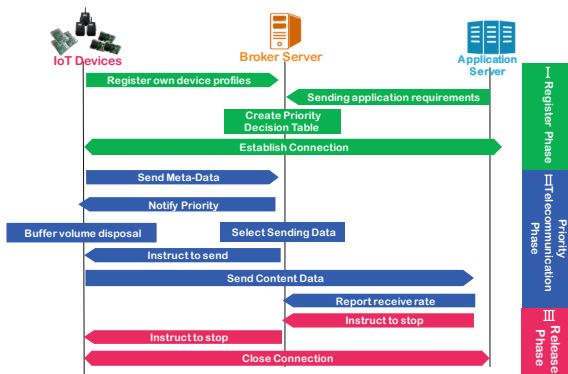 IoT Devices
Broker Server
Application
Server
Register own device profiles
Sending application requirements
Create Priority
Decision Table
Establish Connection
Ⅰ
Register Phase
Send Meta-Data
Notify Priority
Buffer volume disposal
Select Sending Data
Instruct to send
Send Content Data
Report receive rate
Ⅱ
Priority
Telecommunication
Phase
Instruct to stop
Instruct to stop
Close Connection
Ⅲ
Release
Phase